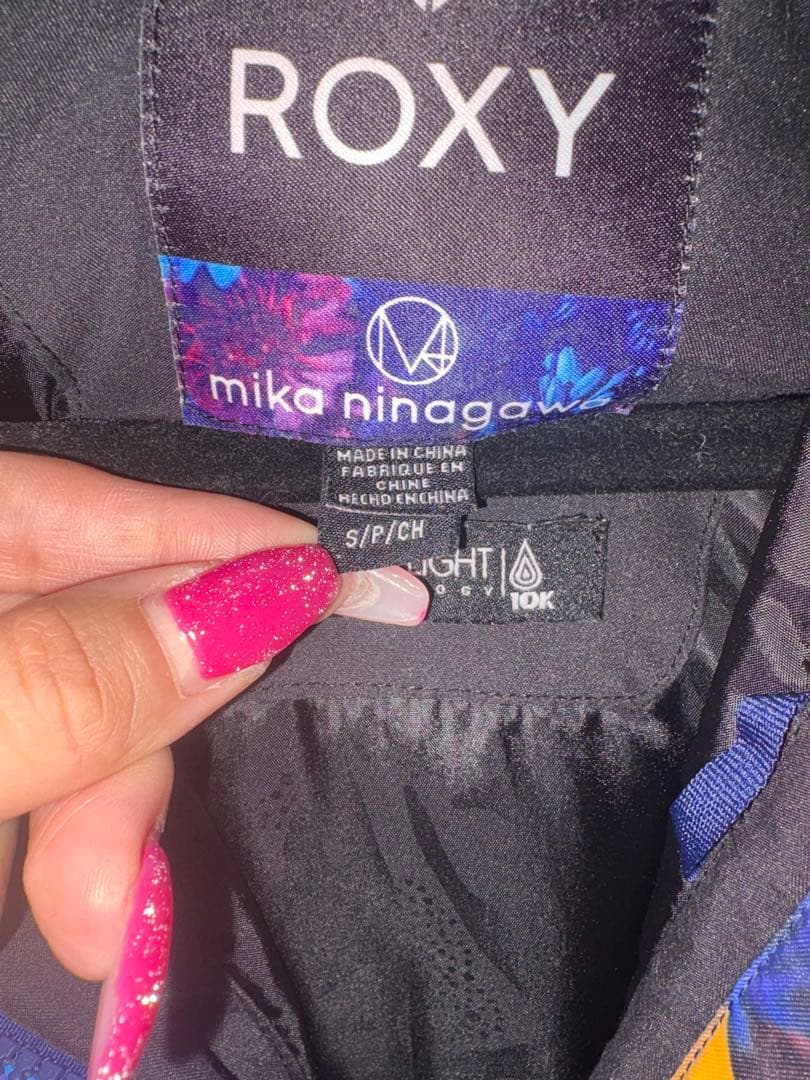 ROXY
mika ninagawa
MADE IN CHINA
FABRIQUE EN
CHINE
HECHO EN CHINA
S/P/CH
10K